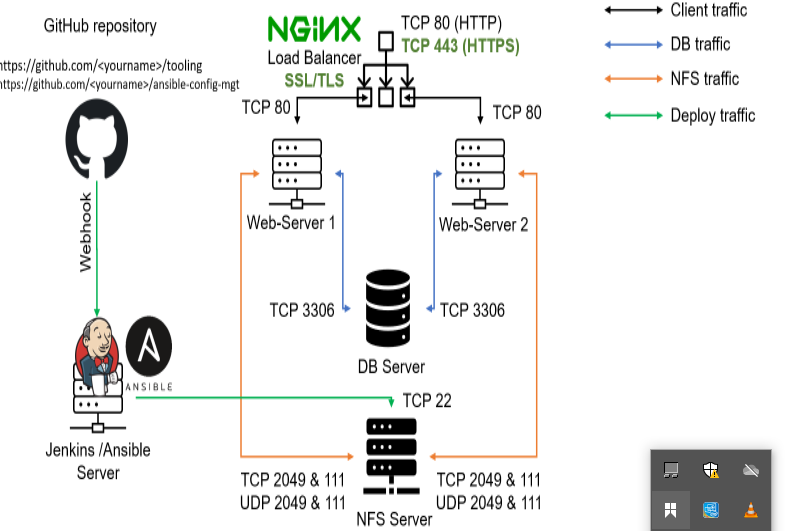 GitHub repository
https://github.com/<yourname>/tooling
https://github.com/<yourname>/ansible-config-mgt
Webhook
ANSIBLE
Jenkins /Ansible
Server
NGiNX
Load Balancer
SSL/TLS
TCP 80 (HTTP)
TCP 443 (HTTPS)
TCP 80
TCP 80
Web-Server 1
Web-Server 2
TCP 3306
TCP 3306
DB Server
TCP 22
TCP 2049 & 111
UDP 2049 & 111
TCP 2049 & 111
UDP 2049 & 111
NFS Server
Client traffic
DB traffic
NFS traffic
Deploy traffic